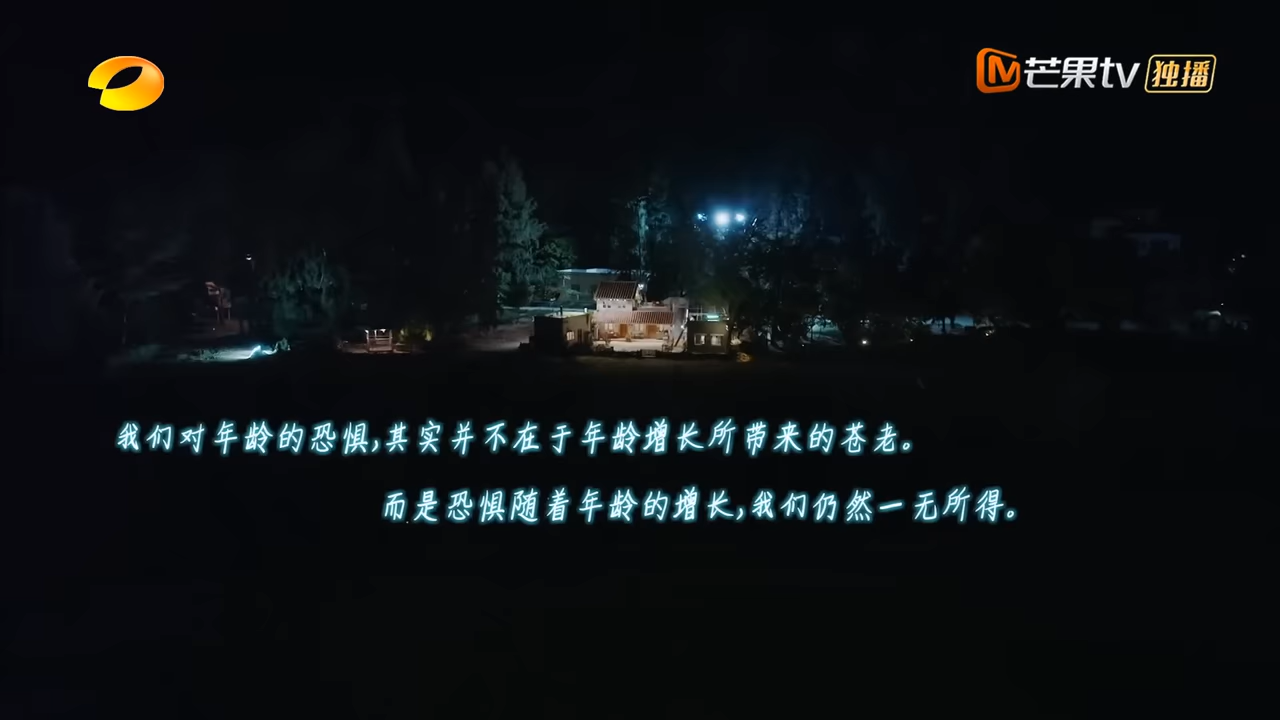 芒果tv 独播
我们对年龄的恐惧,其实并不在于年龄增长所带来的苍老。
而是恐惧随着年龄的增长,我们仍然一无所得。